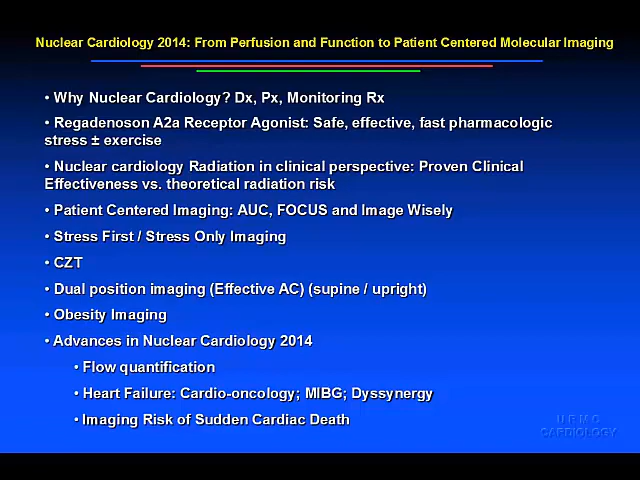 Nuclear Cardiology 2014: From Perfusion and Function to Patient Centered Molecular Imaging
• Why Nuclear Cardiology? Dx, Px, Monitoring Rx
• Regadenoson A2a Receptor Agonist: Safe, effective, fast pharmacologic
stress ± exercise
• Nuclear cardiology Radiation in clinical perspective: Proven Clinical
Effectiveness vs. theoretical radiation risk
• Patient Centered Imaging: AUC, FOCUS and Image Wisely
• Stress First / Stress Only Imaging
• CZT
• Dual position imaging (Effective AC) (supine / upright)
• Obesity Imaging
• Advances in Nuclear Cardiology 2014
• Flow quantification
• Heart Failure: Cardio-oncology; MIBG; Dyssynergy
• Imaging Risk of Sudden Cardiac Death
U R M C
CARDIOLOGY